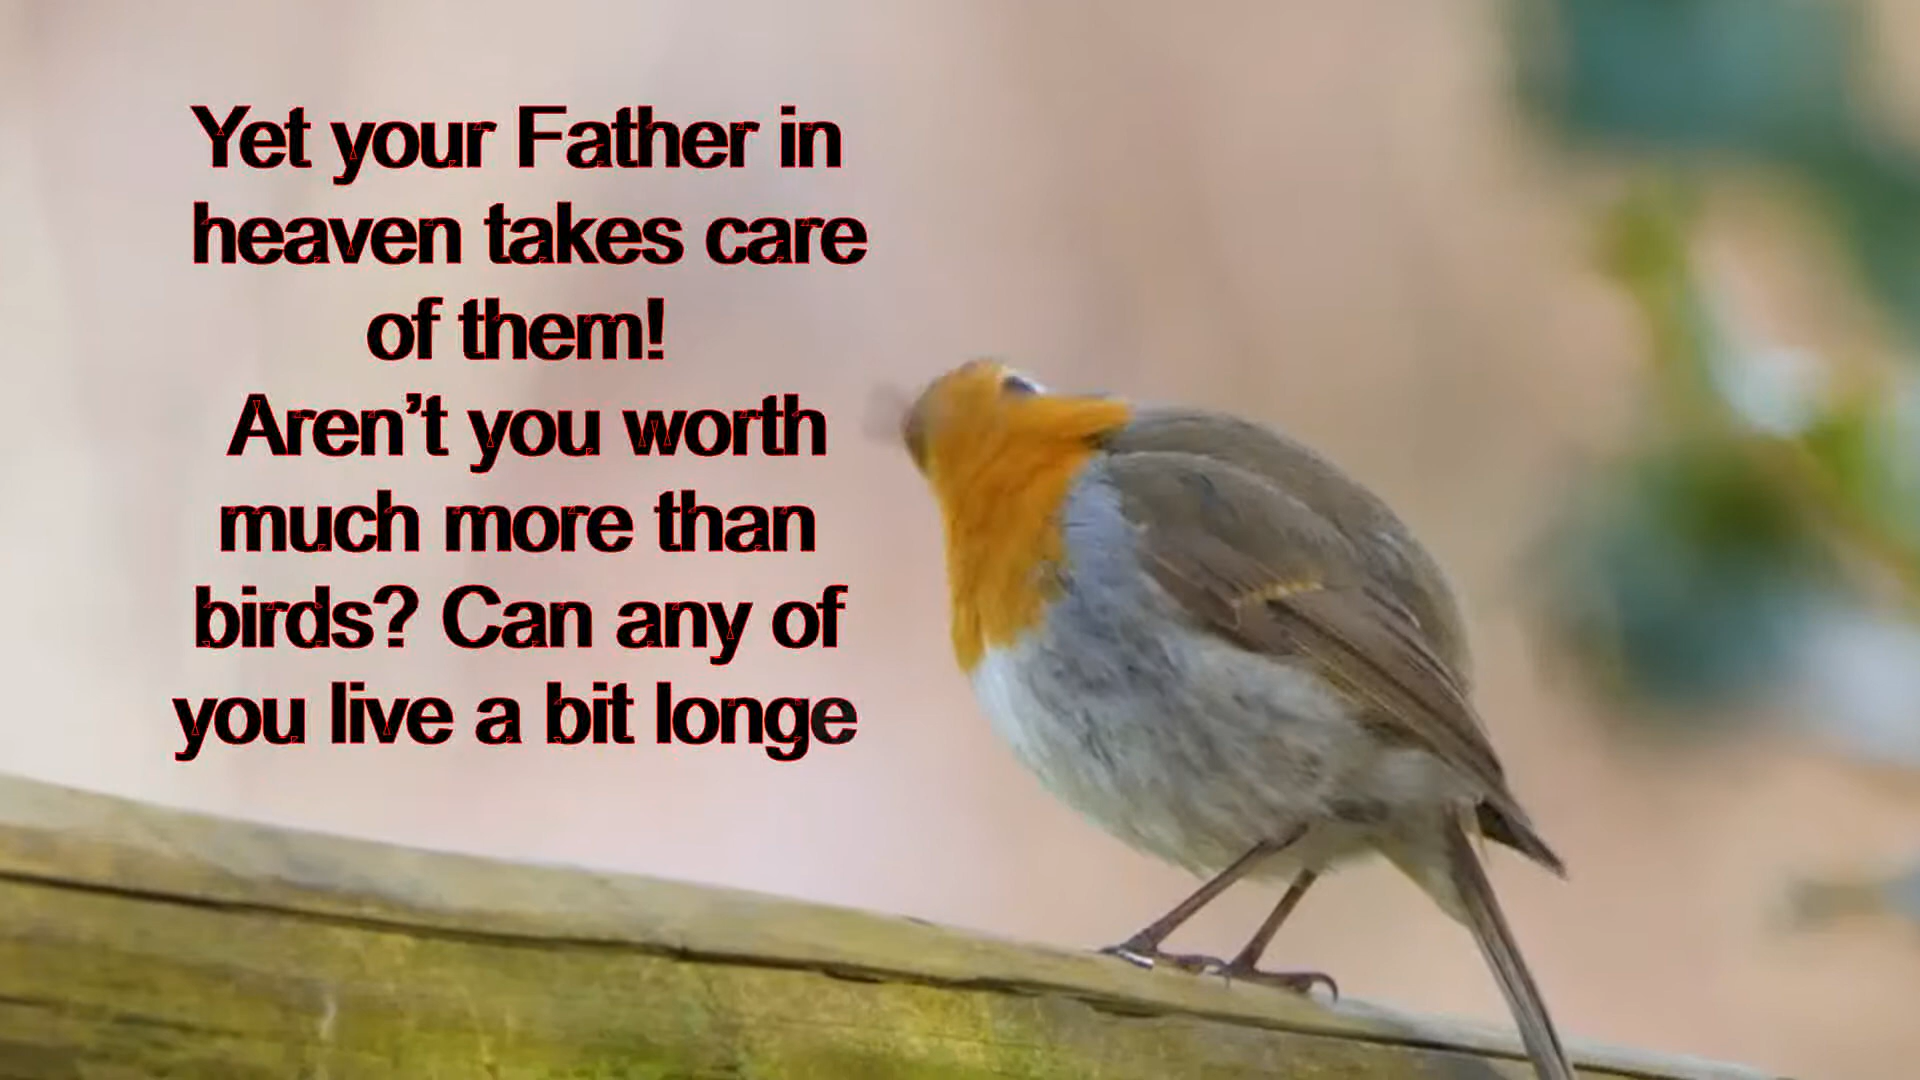 Yet your Father in
heaven takes care
of them!
Aren’t you worth
much more than
birds? Can any of
you live a bit longe